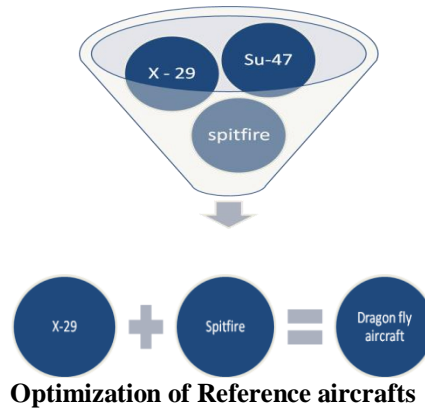 X - 29
Su-47
spitfire
X-29
Spitfire
Dragon fly
aircraft
Optimization of Reference aircrafts